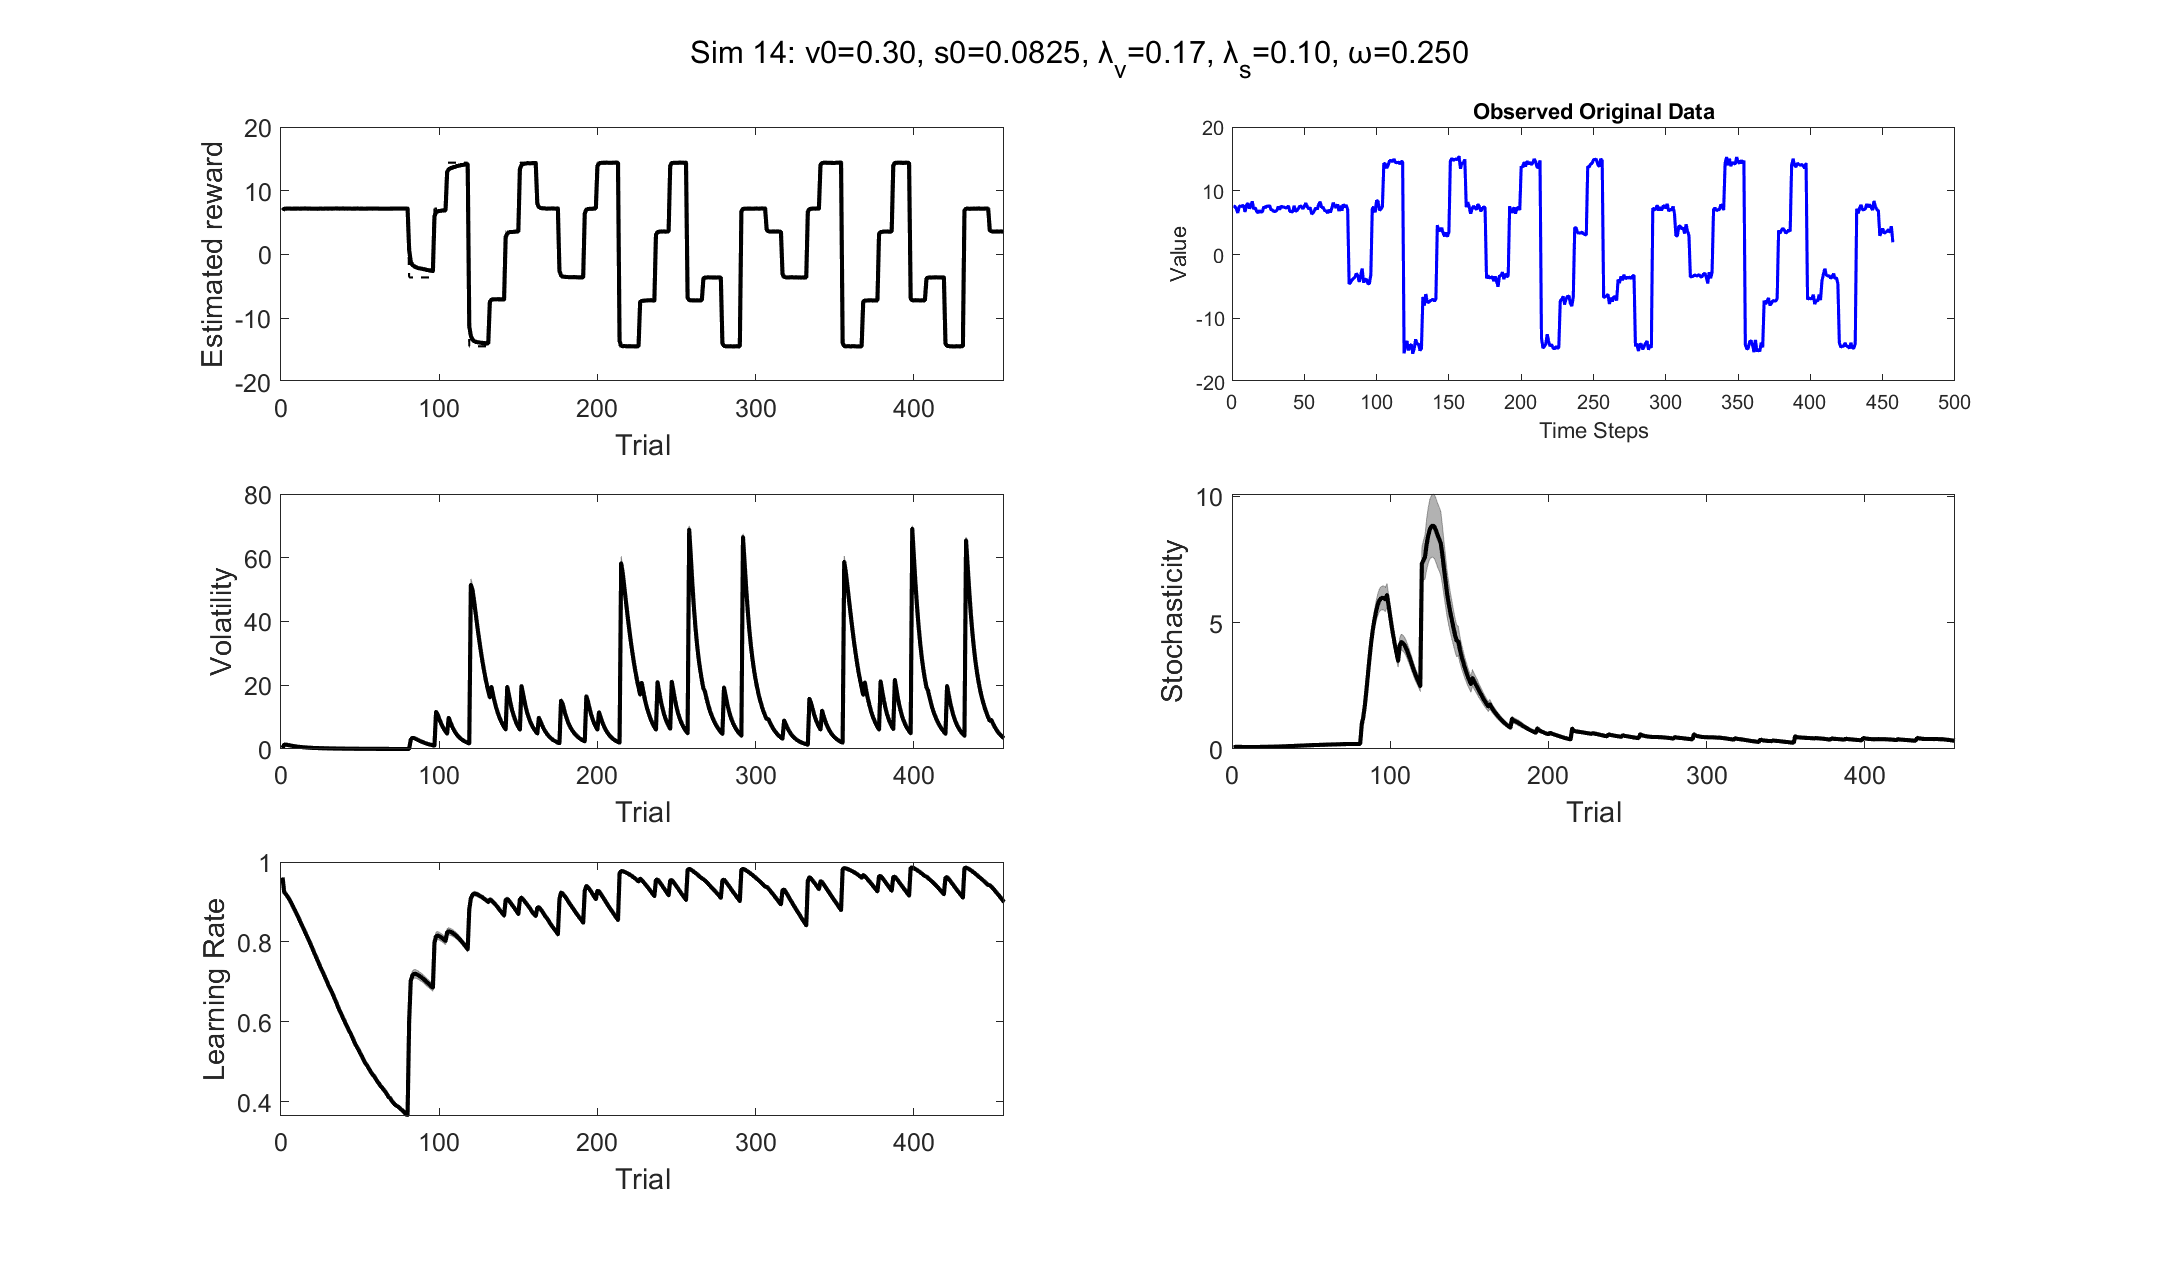 Sim 14: v0=0.30, s0=0.0825, λ_v=0.17, λ_s=0.10, ω=0.250
20
10
0
-10
-20
0 100 200 300 400
Estimated reward
Trial
Observed Original Data
20
10
0
-10
-20
0 50 100 150 200 250 300 350 400 450 500
Value
Time Steps
80
60
40
20
0
0 100 200 300 400
Volatility
Trial
10
5
0
0 100 200 300 400
Stochasticity
Trial
1
0.8
0.6
0.4
0 100 200 300 400
Learning Rate
Trial